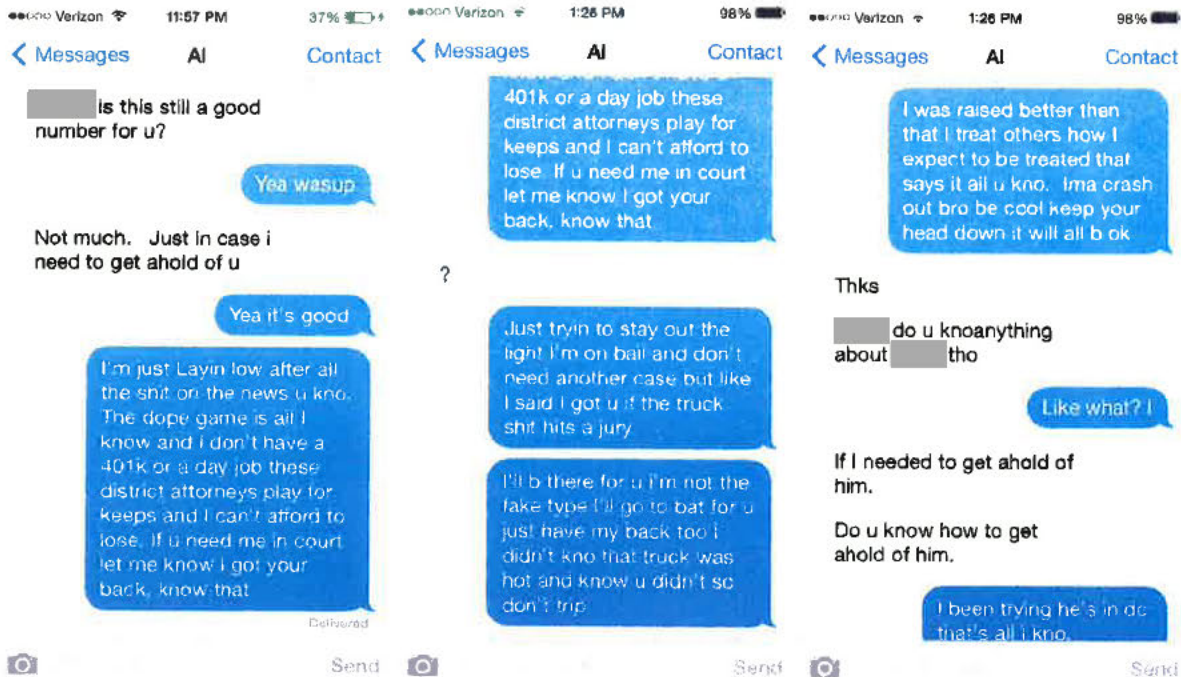 Verizon 11:57 PM 37%
Messages Al Contact
is this still a good
number for u?
Yea wasup
Not much. Just in case i
need to get ahold of u
Yea it's good
I'm just Layin low after all
the shit on the news u kno.
The dope game is all I
know and I don't have a
401k or a day job these
district attorneys play for
keeps and I can't afford to
lose. If u need me in court
let me know I got your
back, know that
Delivered
Send
Verizon 1:26 PM 98%
Messages Al Contact
401k or a day job these
district attorneys play for
keeps and I can't afford to
lose. If u need me in court
let me know I got your
back, know that
?
Just tryin to stay out the
light I'm on bail and don't
need another case but like
I said I got u if the truck
shit hits a jury
I'll b there for u i'm not the
fake type I'll go to bat for u
just have my back too I
didn't kno that truck was
hot and know u didn't so
don't trip
Send
Verizon 1:26 PM 98%
Messages Al Contact
I was raised better then
that I treat others how I
expect to be treated that
says it all u kno. Ima crash
out bro be cool keep your
head down it will all b ok
Thks
do u knoanything
about tho
Like what? I
If I needed to get ahold of
him.
Do u know how to get
ahold of him.
I been trying he's in dc
that's all i kno.
Send